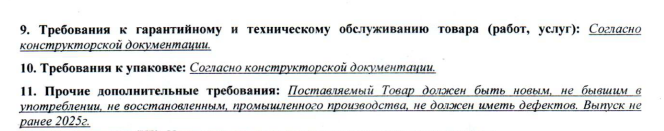 9. Требования к гарантийному и техническому обслуживанию товара (работ, услуг): Согласно
конструкторской документации.
10. Требования к упаковке: Согласно конструкторской документации.
11. Прочие дополнительные требования: Поставляемый Товар должен быть новым, не бывшим в
употреблении, не восстановленным, промышленного производства, не должен иметь дефектов. Выпуск не
ранее 2025г.